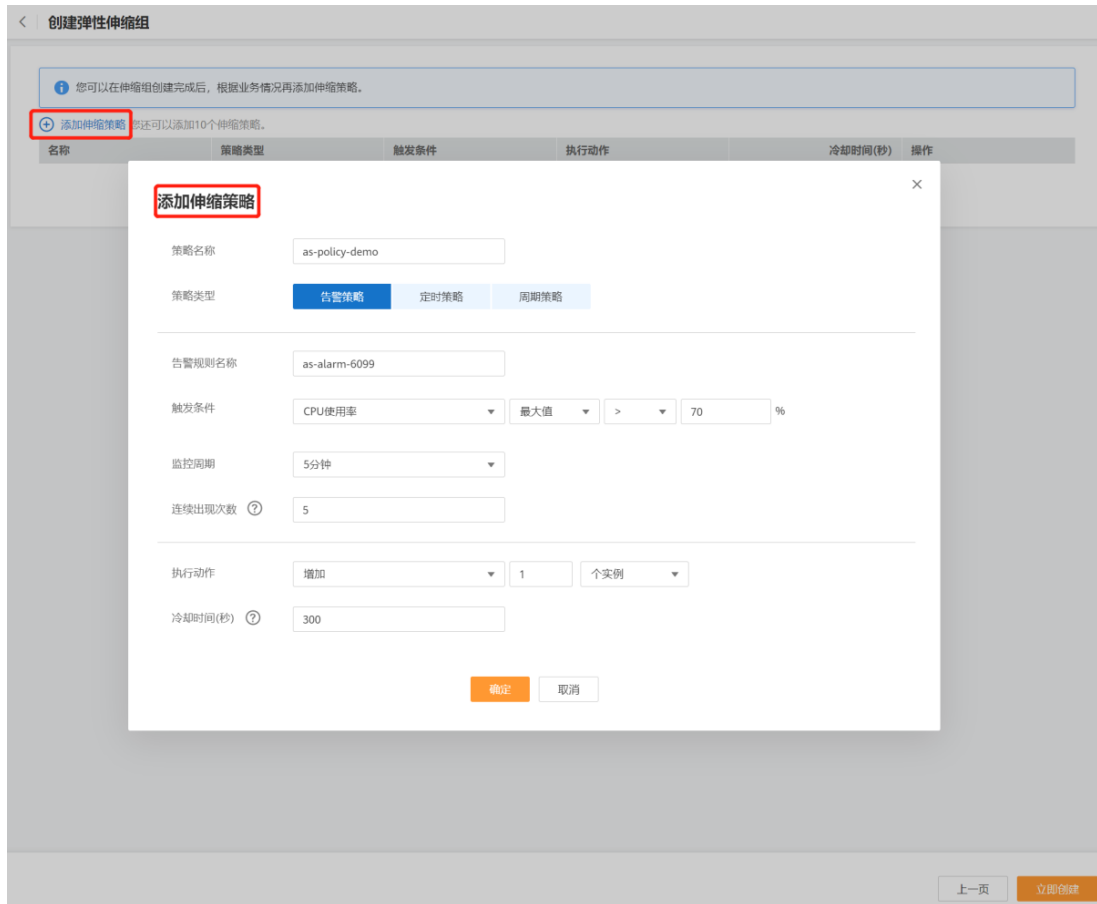 创建弹性伸缩组
您可以在伸缩组创建完成后，根据业务情况再添加伸缩策略。
添加伸缩策略 您还可以添加10个伸缩策略。
名称 策略类型 触发条件 执行动作 冷却时间(秒) 操作
添加伸缩策略
策略名称 as-policy-demo
策略类型 告警策略 定时策略 周期策略
告警规则名称 as-alarm-6099
触发条件 CPU使用率 最大值 > 70 %
监控周期 5分钟
连续出现次数 ? 5
执行动作 增加 1 个实例
冷却时间(秒) ? 300
确定 取消
上一页 立即创建